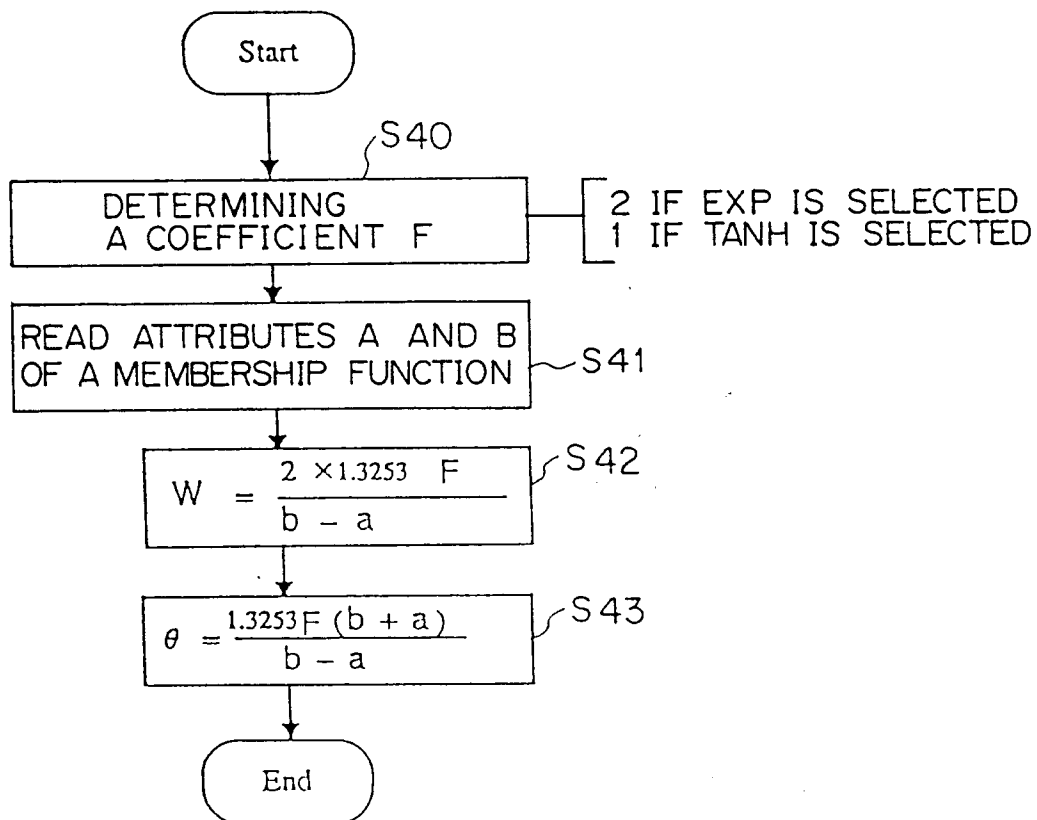 Start
S40
DETERMINING
A COEFFICIENT F
2 IF EXP IS SELECTED
1 IF TANH IS SELECTED
READ ATTRIBUTES A AND B
OF A MEMBERSHIP FUNCTION
S41
S42
W = 2 ×1.3253 F
b - a
S43
θ = 1.3253 F (b + a)
b - a
End